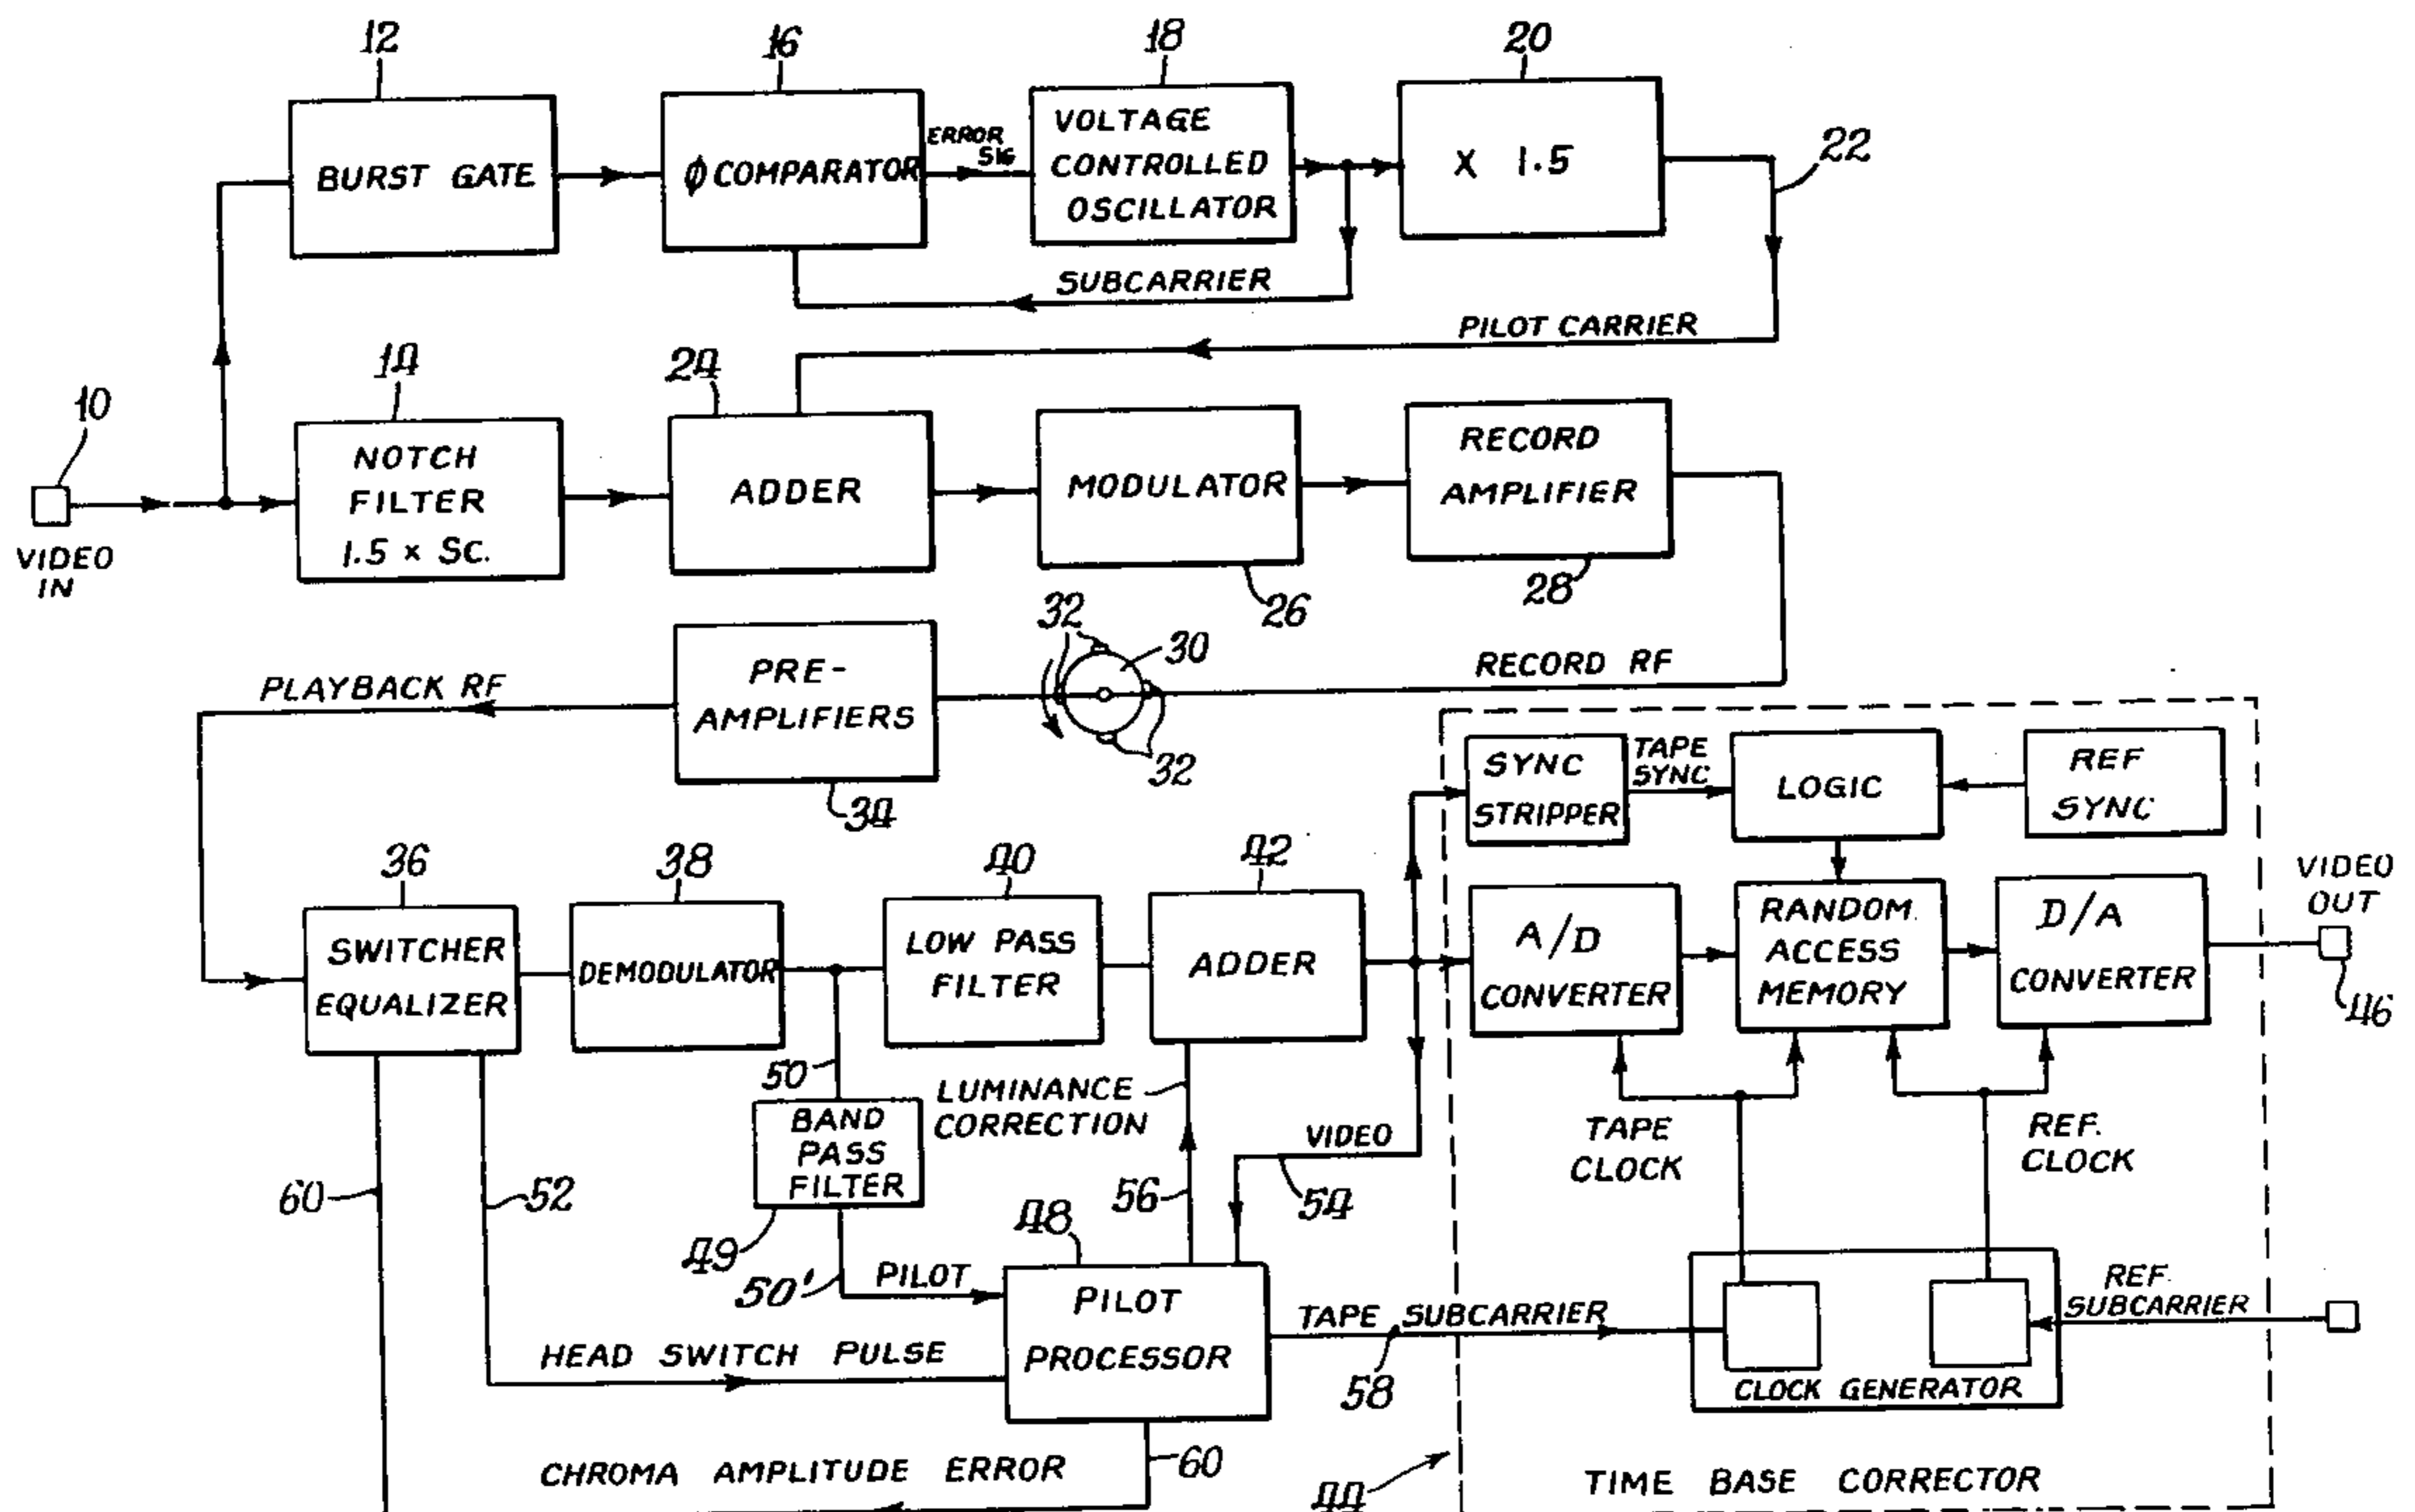 12
16
18
20
BURST GATE
ϕ COMPARATOR
ERROR
SIG
VOLTAGE
CONTROLLED
OSCILLATOR
X 1.5
22
SUBCARRIER
PILOT CARRIER
10
14
24
NOTCH
FILTER
1.5 x SC.
ADDER
MODULATOR
RECORD
AMPLIFIER
VIDEO
IN
26
28
32
30
RECORD RF
PLAYBACK RF
PRE-
AMPLIFIERS
32
34
SYNC
STRIPPER
TAPE
SYNC
LOGIC
REF
SYNC
36
38
40
42
VIDEO
OUT
SWITCHER
EQUALIZER
DEMODULATOR
LOW PASS
FILTER
ADDER
A/D
CONVERTER
RANDOM
ACCESS
MEMORY
D/A
CONVERTER
46
50
LUMINANCE
CORRECTION
BAND
PASS
FILTER
VIDEO
TAPE
CLOCK
REF.
CLOCK
60
52
56
54
49
48
50'
PILOT
PILOT
PROCESSOR
TAPE SUBCARRIER
REF.
SUBCARRIER
HEAD SWITCH PULSE
58
CLOCK GENERATOR
CHROMA AMPLITUDE ERROR
60
44
TIME BASE CORRECTOR